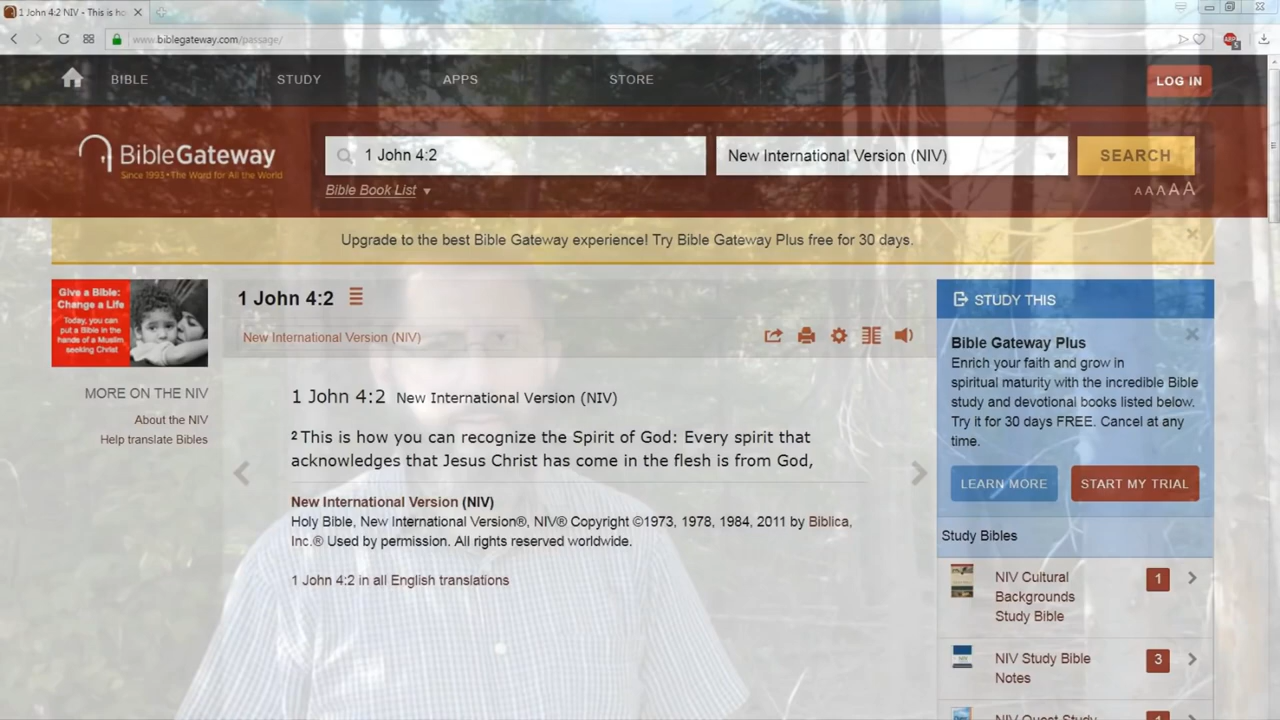 1 John 4:2 NIV - This is ho
www.biblegateway.com/passage/
BIBLE STUDY APPS STORE LOG IN
BibleGateway
Since 1993 • The Word for All the World
1 John 4:2
New International Version (NIV)
SEARCH
Bible Book List
AAAAA
Upgrade to the best Bible Gateway experience! Try Bible Gateway Plus free for 30 days.
Give a Bible:
Change a Life
Today, you can
put a Bible in the
hands of a Muslim
seeking Christ
MORE ON THE NIV
About the NIV
Help translate Bibles
1 John 4:2
New International Version (NIV)
1 John 4:2 New International Version (NIV)
2 This is how you can recognize the Spirit of God: Every spirit that
acknowledges that Jesus Christ has come in the flesh is from God,
New International Version (NIV)
Holy Bible, New International Version®, NIV® Copyright ©1973, 1978, 1984, 2011 by Biblica,
Inc.® Used by permission. All rights reserved worldwide.
1 John 4:2 in all English translations
STUDY THIS
Bible Gateway Plus
Enrich your faith and grow in
spiritual maturity with the incredible Bible
study and devotional books listed below.
Try it for 30 days FREE. Cancel at any
time.
LEARN MORE START MY TRIAL
Study Bibles
NIV Cultural
Backgrounds
Study Bible
1
NIV Study Bible
Notes
3
NIV Quest Study